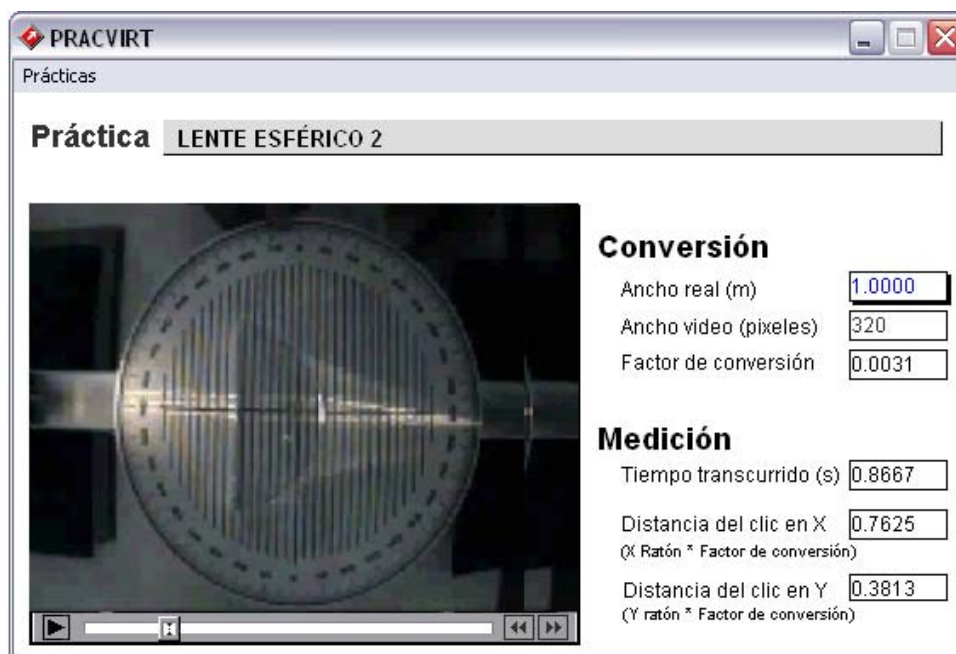 PRACVIRT
Prácticas
Práctica LENTE ESFÉRICO 2
Conversión
Ancho real (m) 1.0000
Ancho video (pixeles) 320
Factor de conversión 0.0031
Medición
Tiempo transcurrido (s) 0.8667
Distancia del clic en X 0.7625
(X Ratón * Factor de conversión)
Distancia del clic en Y 0.3813
(Y ratón * Factor de conversión)